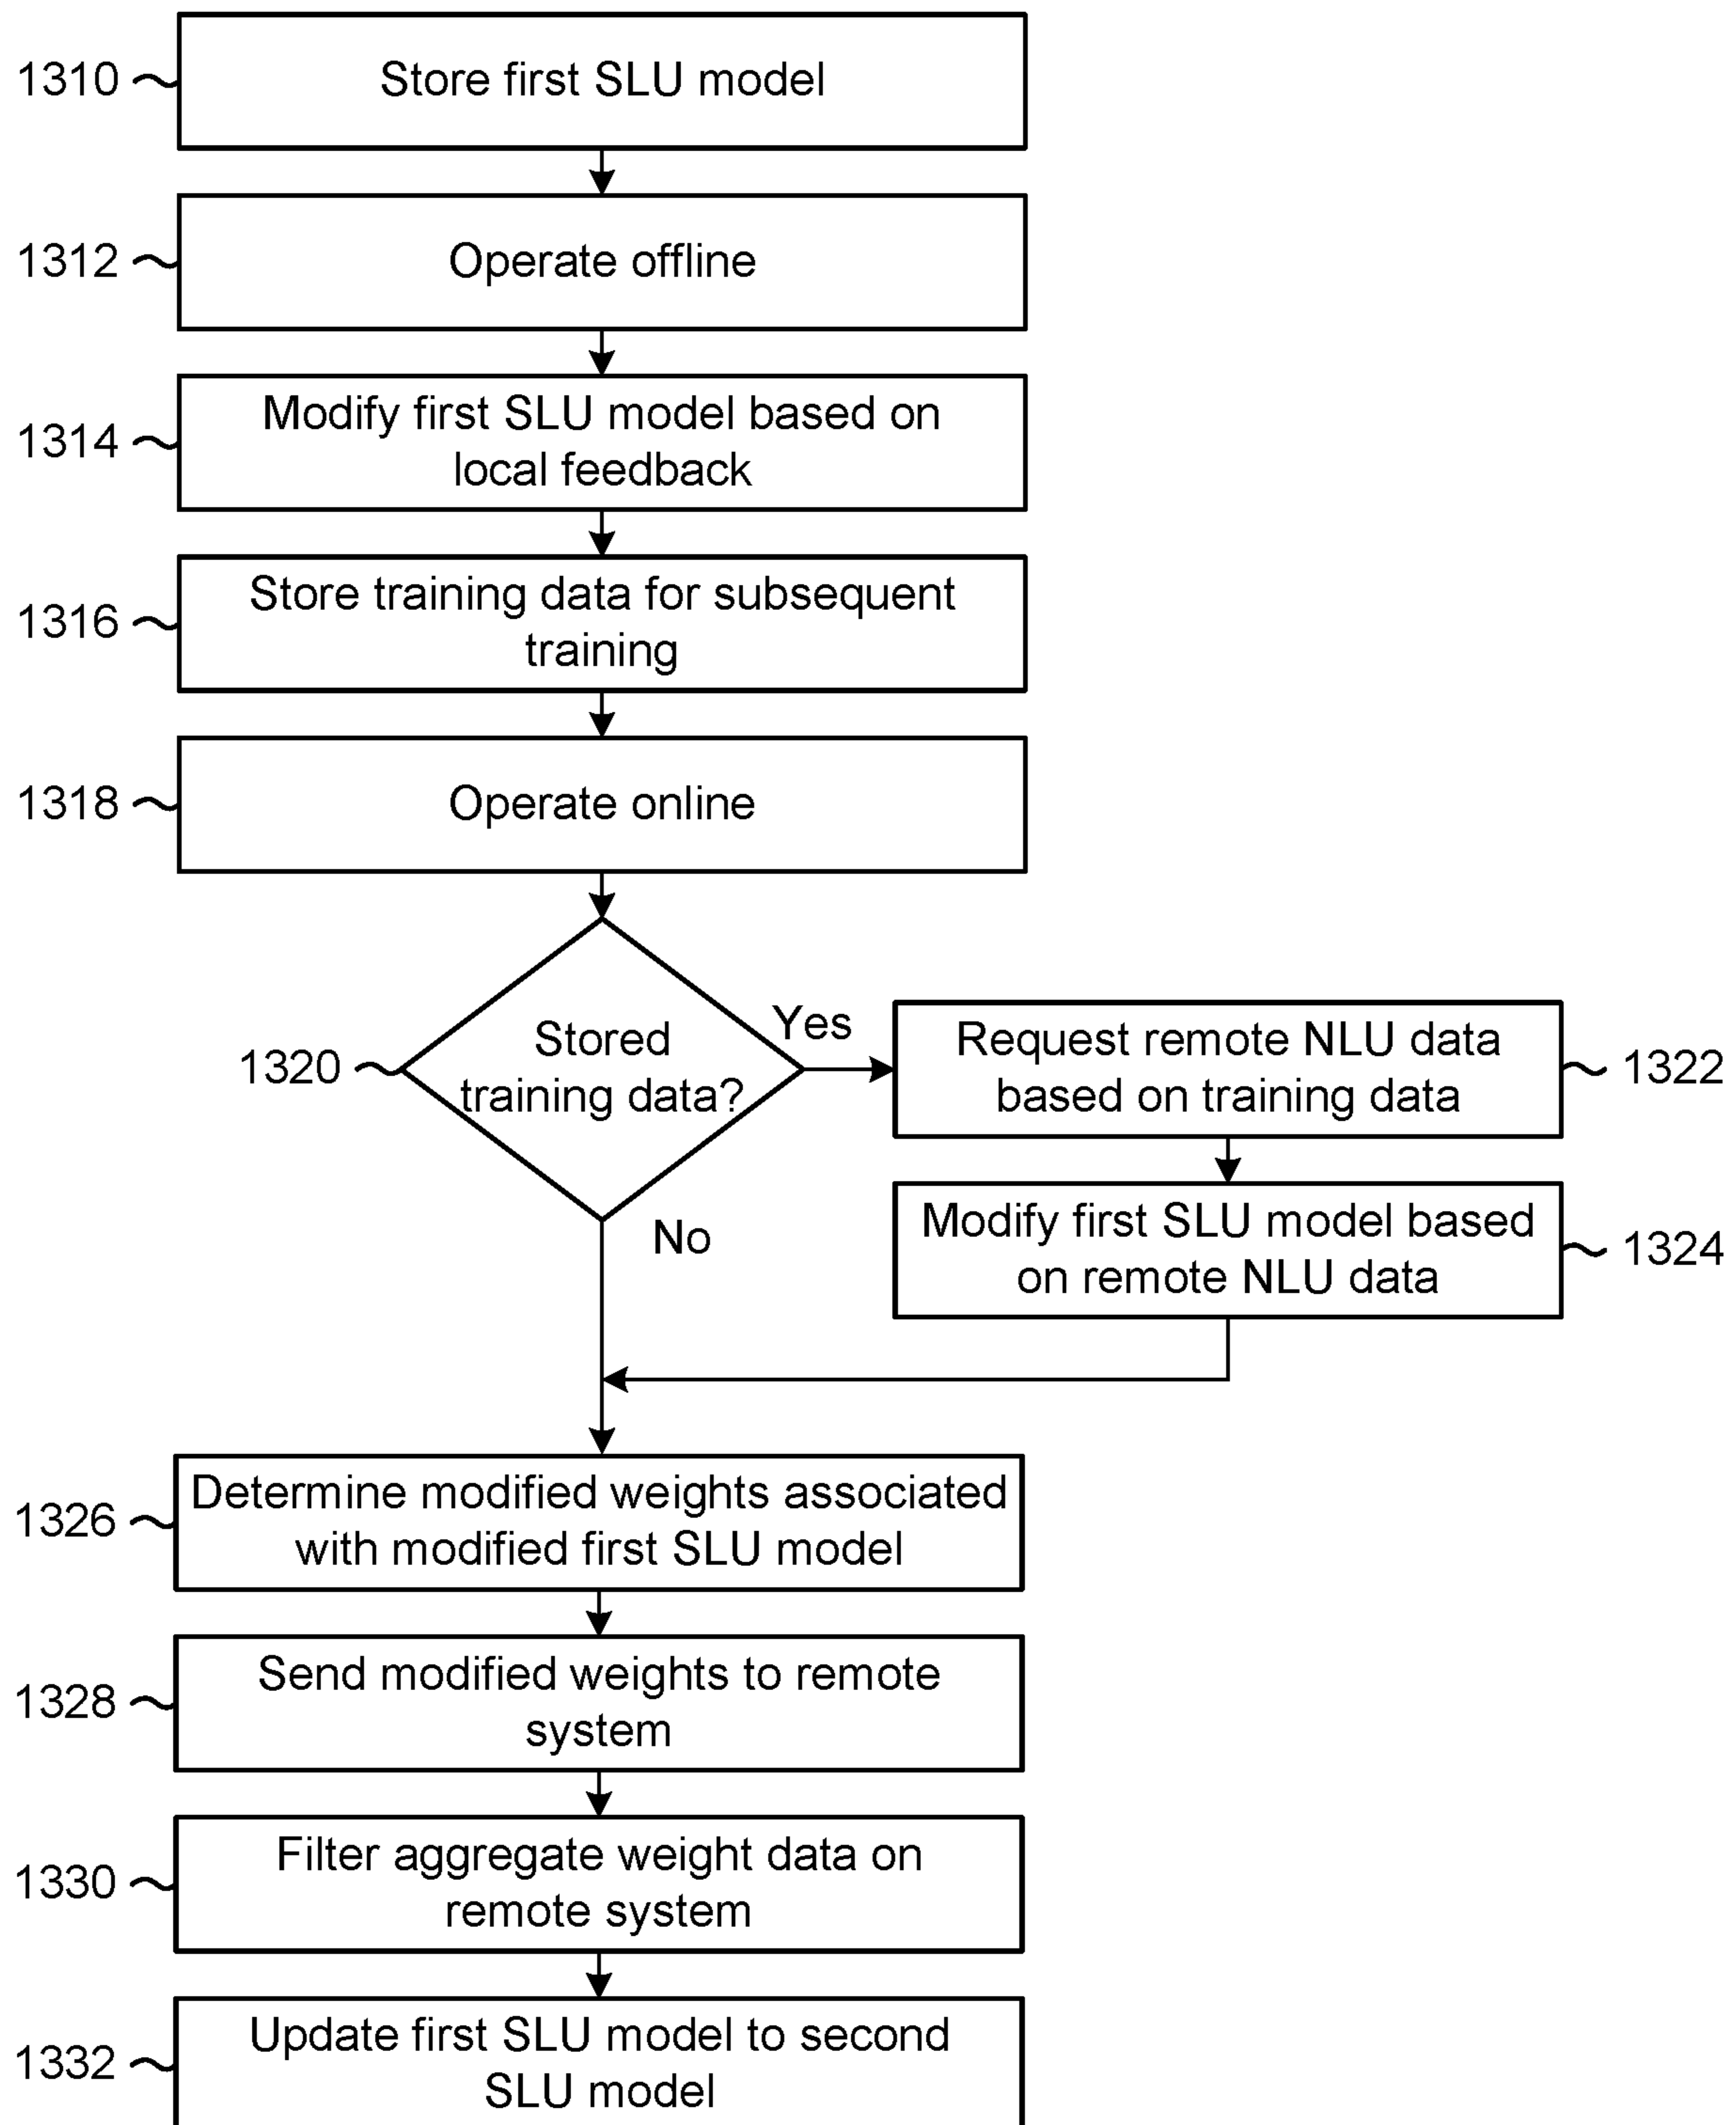 1310
Store first SLU model
1312
Operate offline
1314
Modify first SLU model based on
local feedback
1316
Store training data for subsequent
training
1318
Operate online
1320
Stored
training data?
Yes
Request remote NLU data
based on training data
1322
No
Modify first SLU model based
on remote NLU data
1324
1326
Determine modified weights associated
with modified first SLU model
1328
Send modified weights to remote
system
1330
Filter aggregate weight data on
remote system
1332
Update first SLU model to second
SLU model